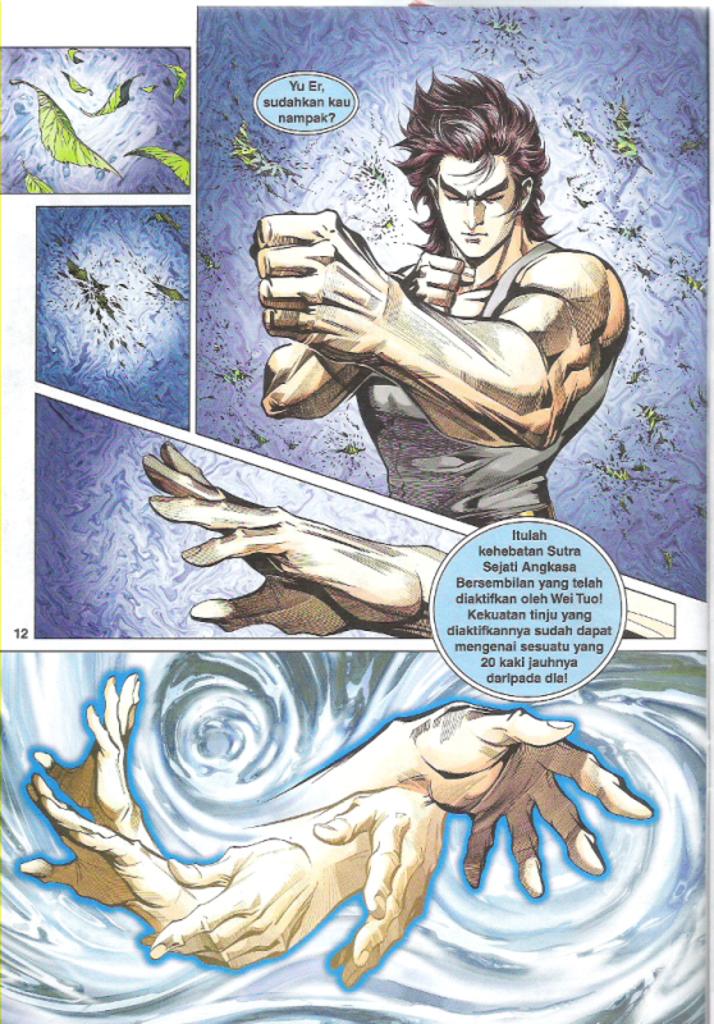 Yu Er,
sudahkan kau
nampak?
Itulah
kehebatan Sutra
Sejati Angkasa
Bersembilan yang telah
diaktifkan oleh Wei Tuo!
Kekuatan tinju yang
diaktifkannya sudah dapat
mengenai sesuatu yang
20 kaki jauhnya
daripada dia!
12